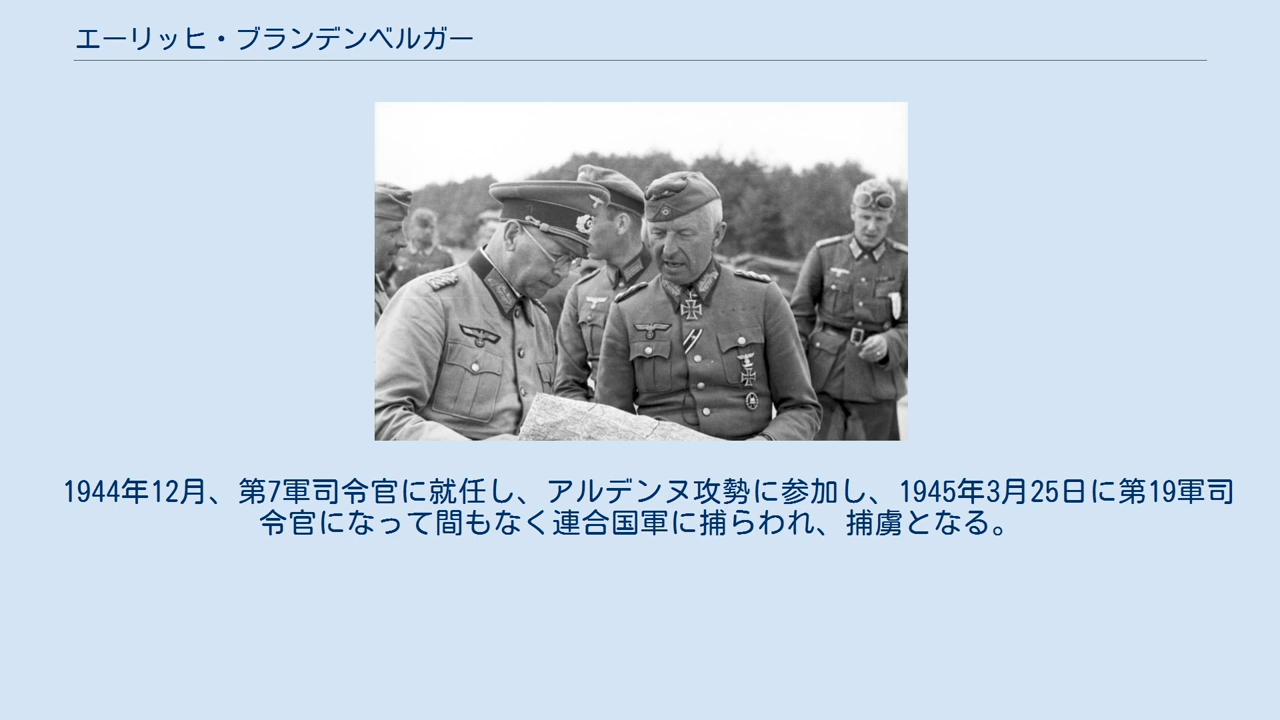 エーリッヒ・ブランデンベルガー
1944年12月、第7軍司令官に就任し、アルデンヌ攻勢に参加し、1945年3月25日に第19軍司
令官になって間もなく連合国軍に捕らわれ、捕虜となる。